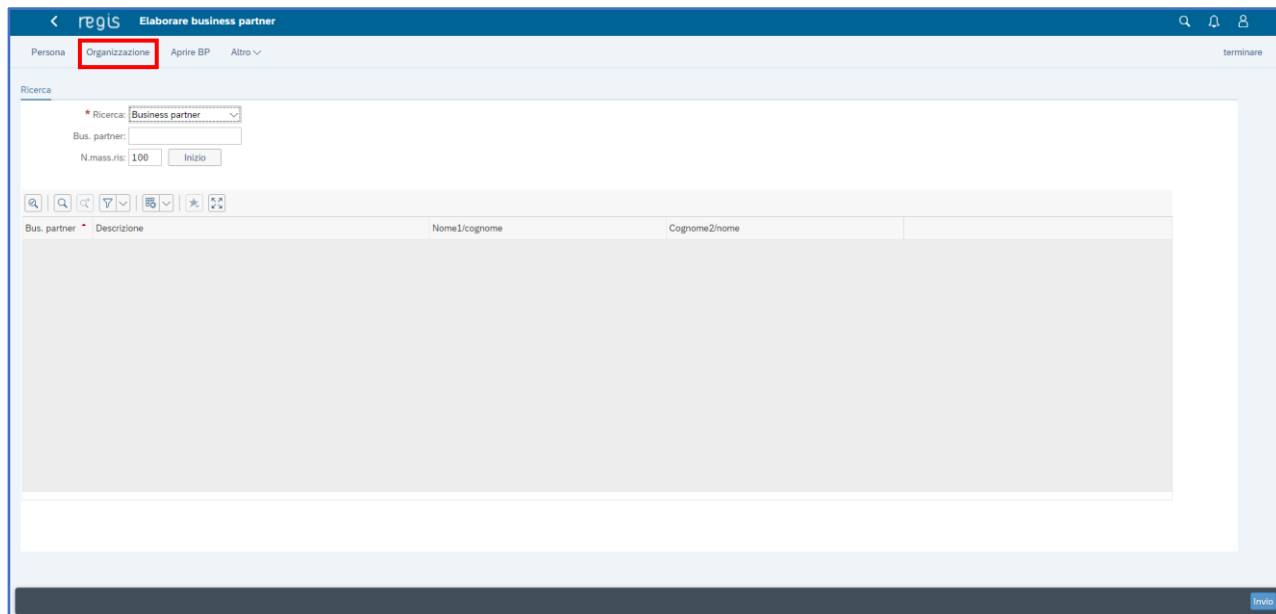 regis Elaborare business partner
Persona Organizzazione Aprire BP Altro terminare
Ricerca
* Ricerca: Business partner
Bus. partner:
N.mass.ris: 100 Inizio
Bus. partner Descrizione Nome1/cognome Cognome2/nome
Invio